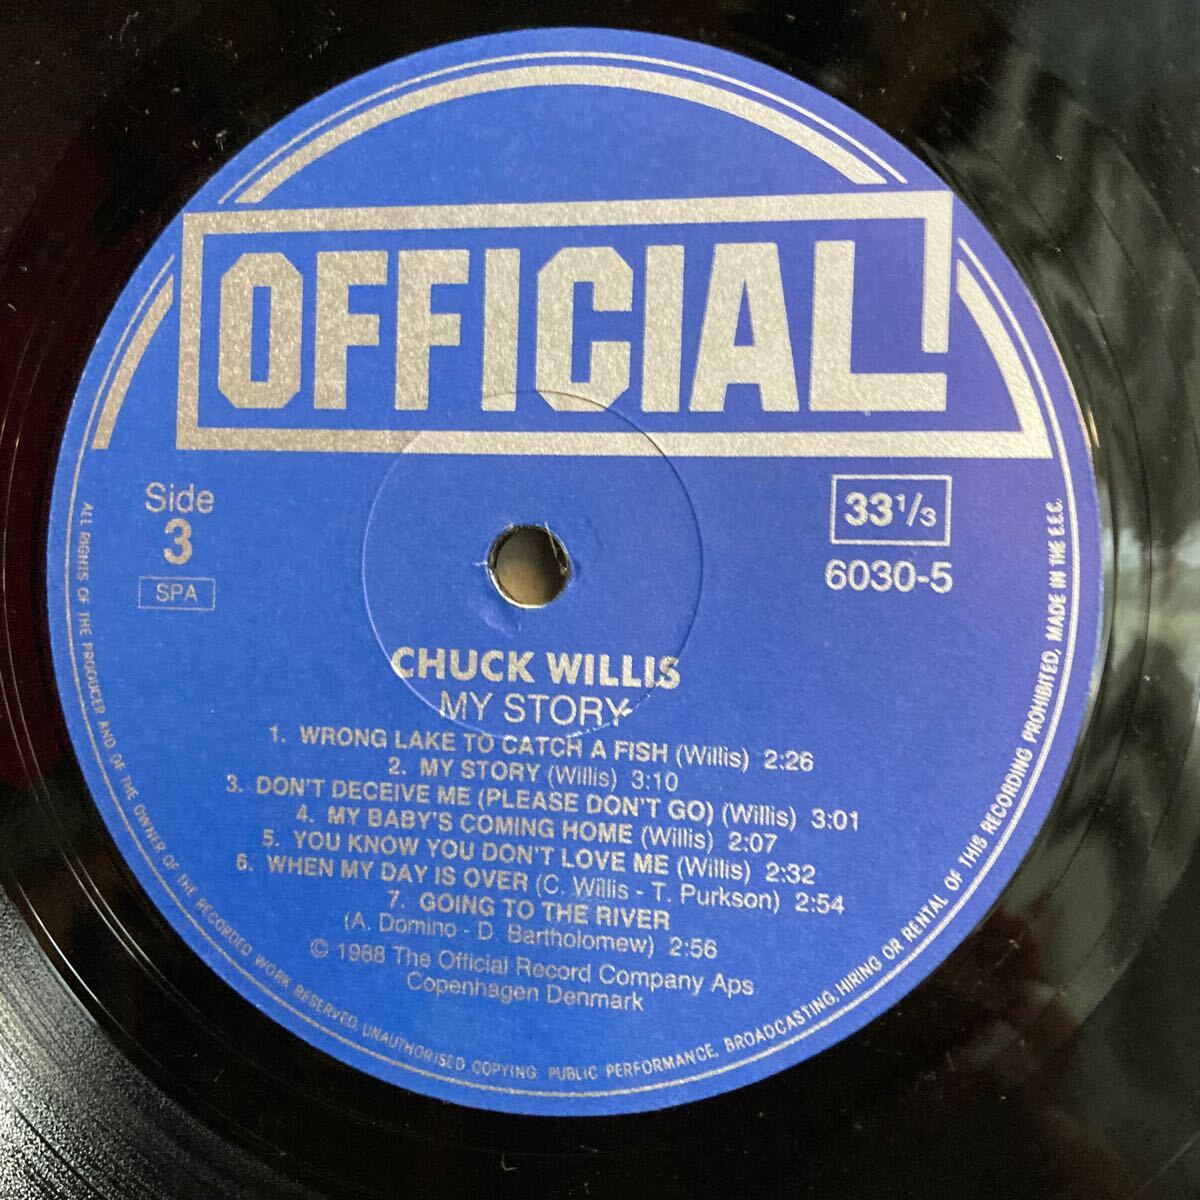 OFFICIAL
Side
3
SPA
33 1/3
6030-5
CHUCK WILLIS
MY STORY
1. WRONG LAKE TO CATCH A FISH (Willis) 2:26
2. MY STORY (Willis) 3:10
3. DON'T DECEIVE ME (PLEASE DON'T GO) (Willis) 3:01
4. MY BABY'S COMING HOME (Willis) 2:07
5. YOU KNOW YOU DON'T LOVE ME (Willis) 2:32
6. WHEN MY DAY IS OVER (C. Willis - T. Purkson) 2:54
7. GOING TO THE RIVER
(A. Domino - D. Bartholomew) 2:56
© 1988 The Official Record Company Aps
Copenhagen Denmark
ALL RIGHTS OF THE PRODUCER AND OF THE OWNER OF THE RECORDED WORK RESERVED. UNAUTHORISED COPYING. PUBLIC PERFORMANCE. BROADCASTING, HIRING OR RENTAL OF THIS RECORDING PROHIBITED, MADE IN THE E.E.C.